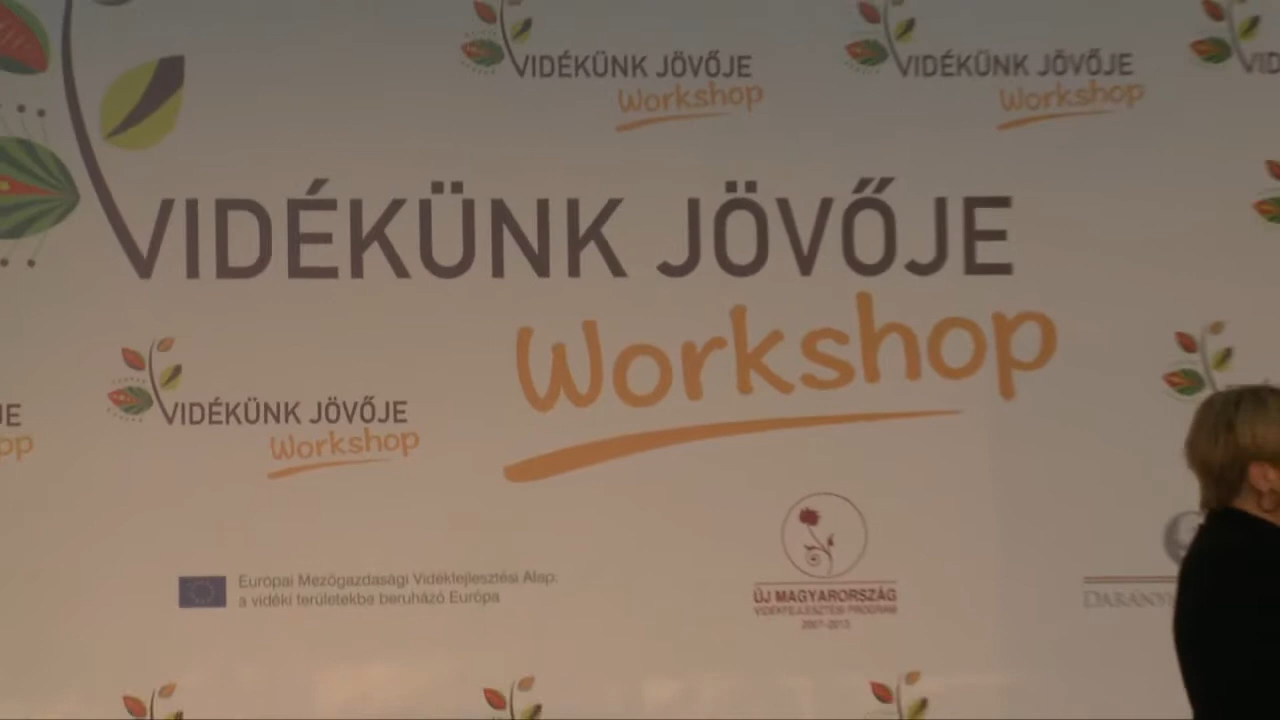 VIDÉKÜNK JÖVŐJE
Workshop
VIDÉKÜNK JÖVŐJE
Workshop
VIDÉKÜNK JÖVŐJE
Workshop
VIDÉKÜNK JÖVŐJE
Workshop
Európai Mezőgazdasági Vidékfejlesztési Alap:
a vidéki területekbe beruházó Európa
ÚJ MAGYARORSZÁG
VIDÉKFEJLESZTÉSI PROGRAM
2007-2013